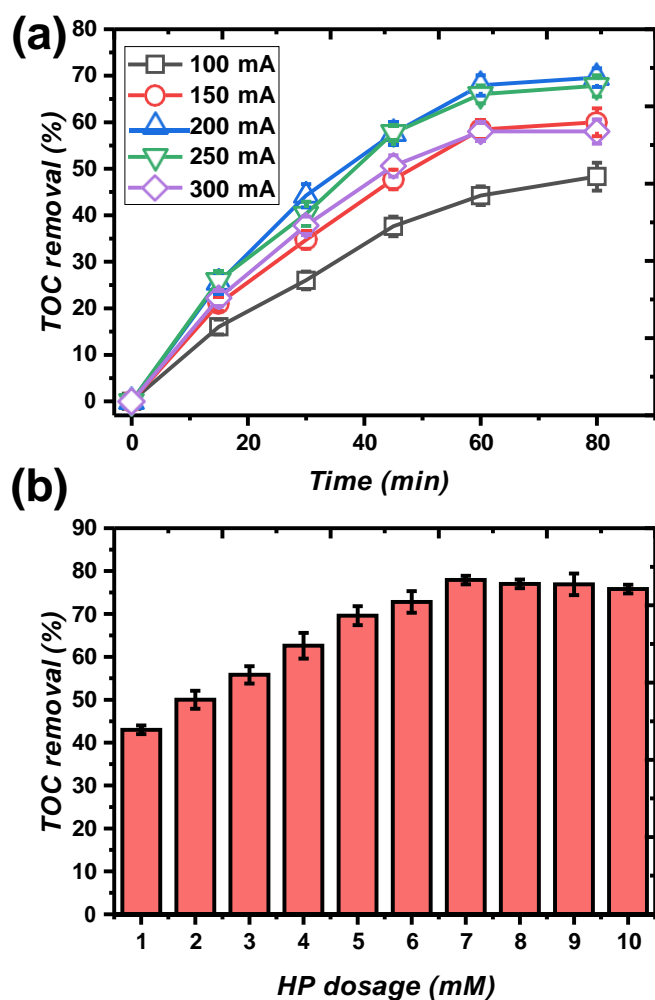 (a)
80
70
60
50
40
30
20
10
0
TOC removal (%)
100 mA
150 mA
200 mA
250 mA
300 mA
0 20 40 60 80
Time (min)
(b)
90
80
70
60
50
40
30
20
10
0
TOC removal (%)
1 2 3 4 5 6 7 8 9 10
HP dosage (mM)